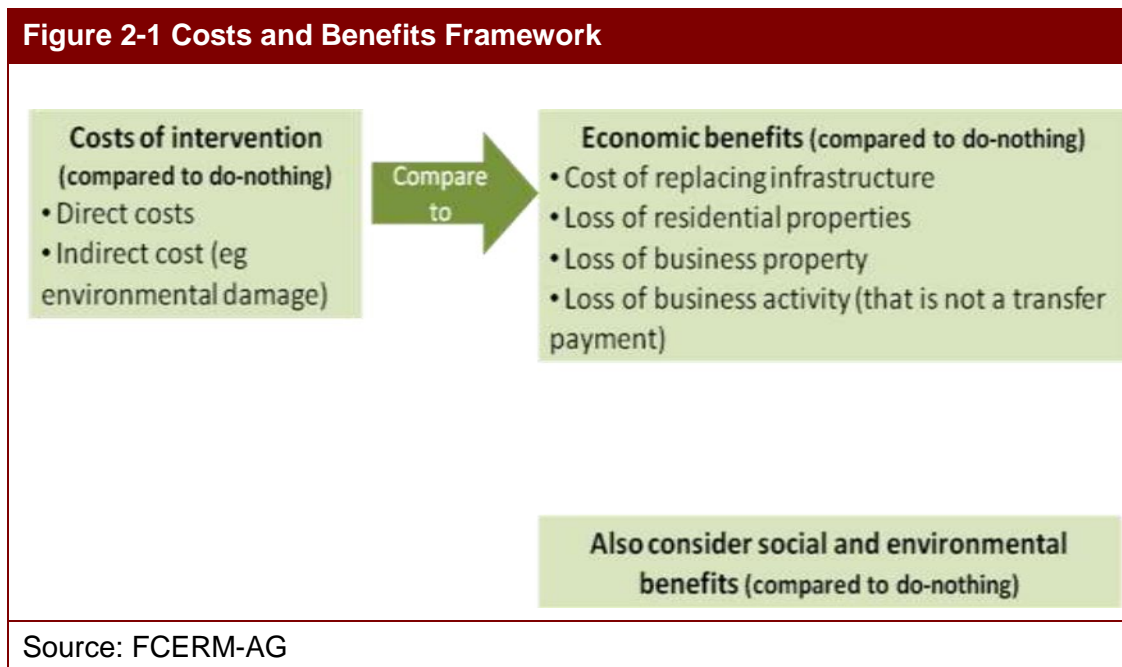 Figure 2-1 Costs and Benefits Framework
Costs of intervention
(compared to do-nothing)
• Direct costs
• Indirect cost (eg
environmental damage)
Compare
to
Economic benefits (compared to do-nothing)
• Cost of replacing infrastructure
• Loss of residential properties
• Loss of business property
• Loss of business activity (that is not a transfer
payment)
Also consider social and environmental
benefits (compared to do-nothing)
Source: FCERM-AG